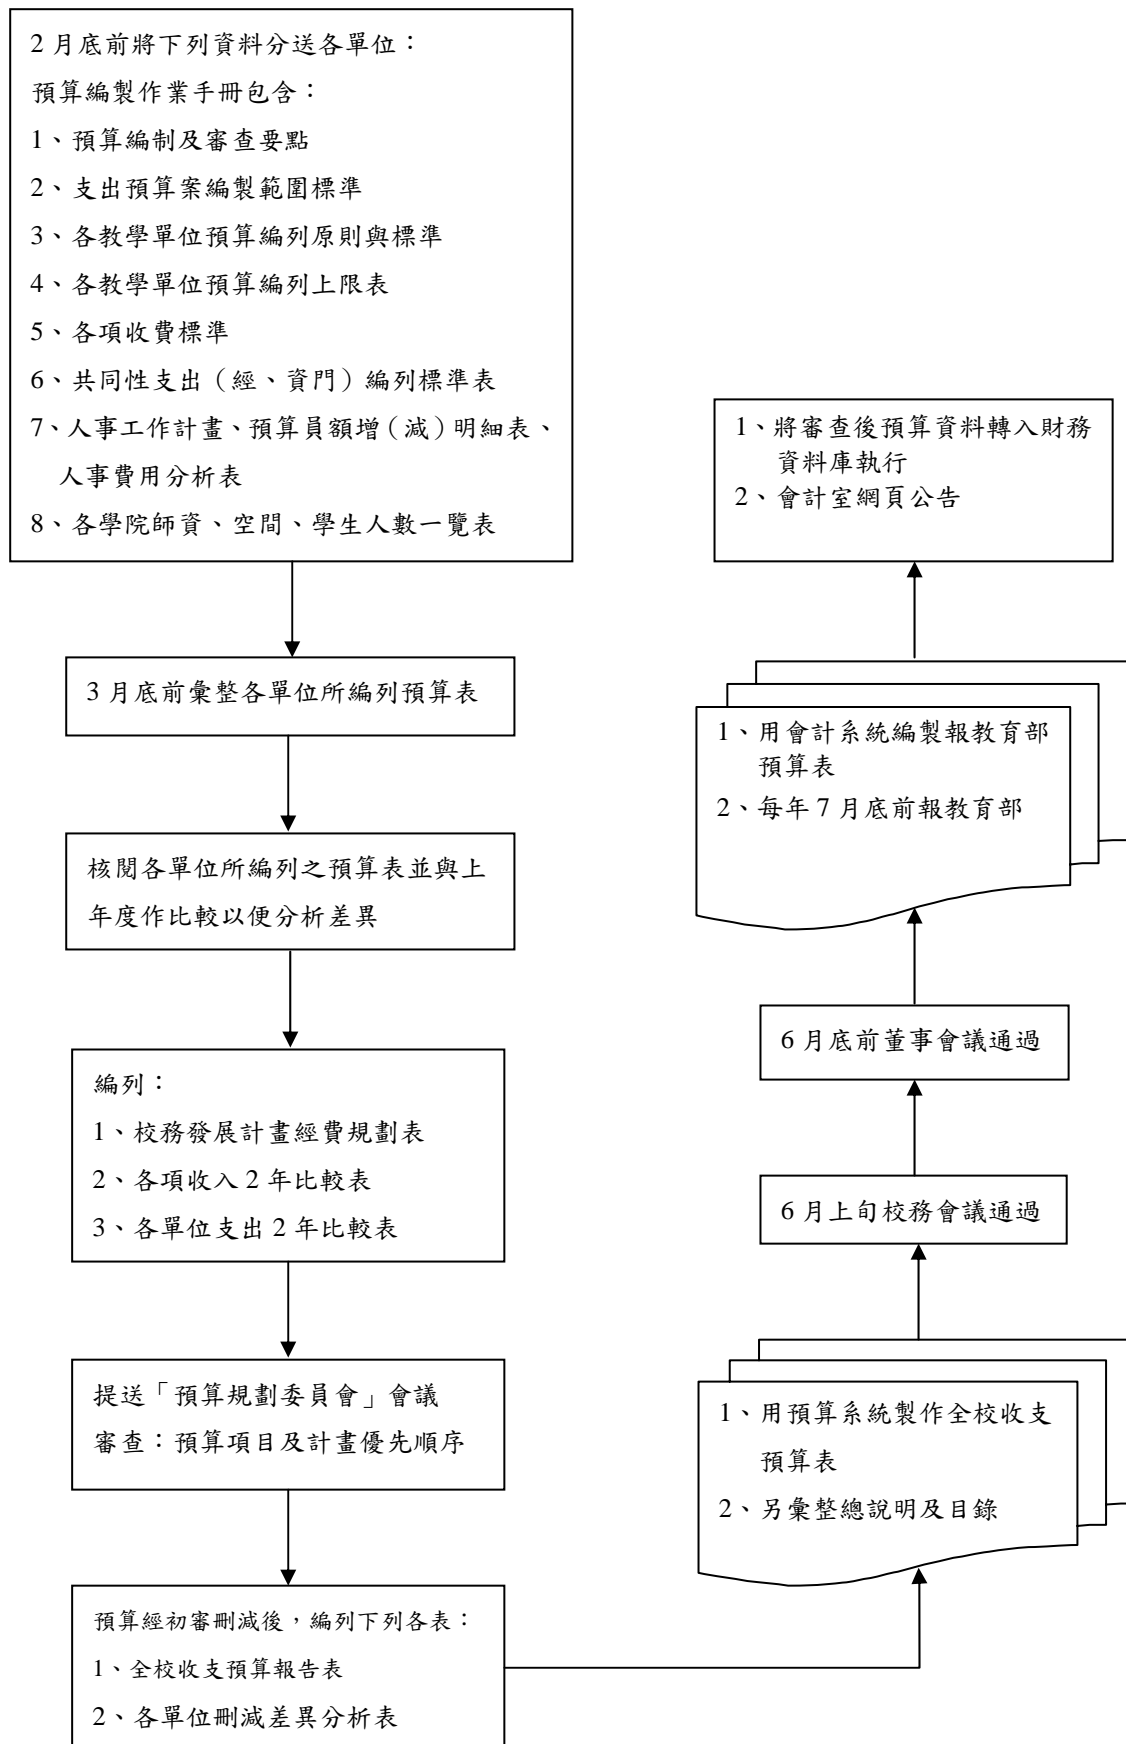 2 月底前將下列資料分送各單位：
預算編製作業手冊包含：
1、預算編制及審查要點
2、支出預算案編製範圍標準
3、各教學單位預算編列原則與標準
4、各教學單位預算編列上限表
5、各項收費標準
6、共同性支出（經、資門）編列標準表
7、人事工作計畫、預算員額增（減）明細表、
人事費用分析表
8、各學院師資、空間、學生人數一覽表
3 月底前彙整各單位所編列預算表
核閱各單位所編列之預算表並與上
年度作比較以便分析差異
編列：
1、校務發展計畫經費規劃表
2、各項收入 2 年比較表
3、各單位支出 2 年比較表
提送「預算規劃委員會」會議
審查：預算項目及計畫優先順序
預算經初審刪減後，編列下列各表：
1、全校收支預算報告表
2、各單位刪減差異分析表
1、用預算系統製作全校收支
預算表
2、另彙整總說明及目錄
6 月上旬校務會議通過
6 月底前董事會議通過
1、用會計系統編製報教育部
預算表
2、每年 7 月底前報教育部
1、將審查後預算資料轉入財務
資料庫執行
2、會計室網頁公告